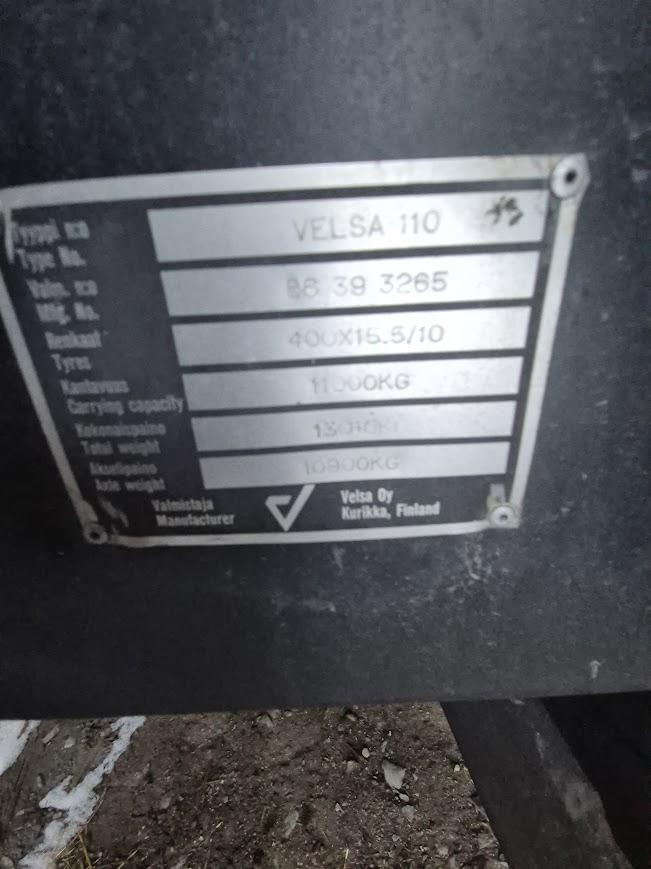 Tyyppi n:o
Type No.
VELSA 110
Valm. n:o
Mfg. No.
86 39 3265
Renkaat
Tyres
400X15.5/10
Kantavuus
Carrying capacity
11000KG
Kokonaispaino
Total weight
Akselipaino
Axle weight
10900KG
Valmistaja
Manufacturer
Velsa Oy
Kurikka, Finland